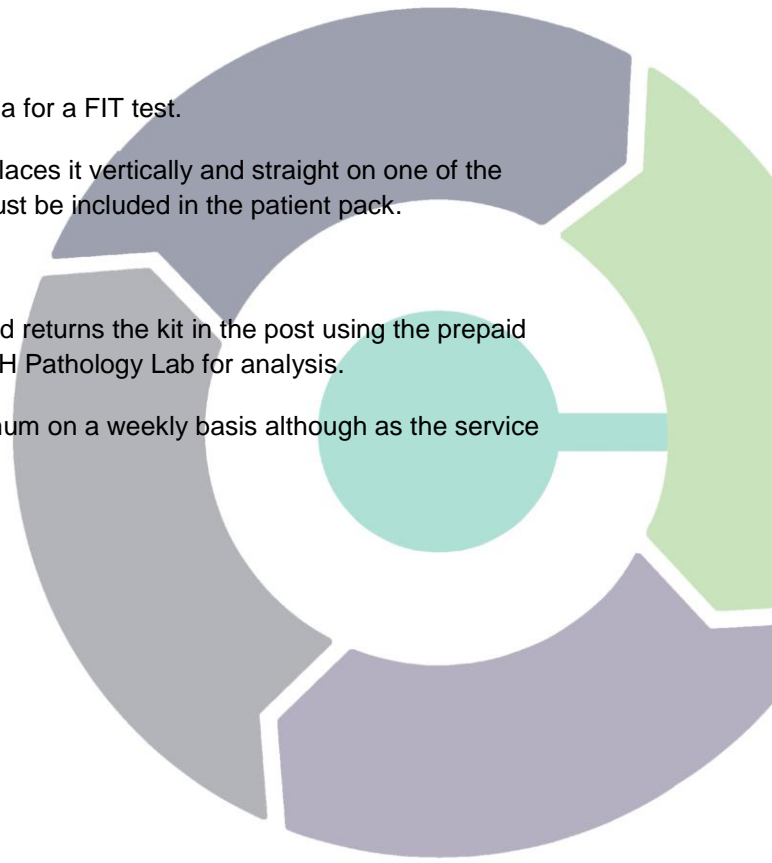 a for a FIT test.
laces it vertically and straight on one of the
ust be included in the patient pack.
d returns the kit in the post using the prepaid
H Pathology Lab for analysis.
num on a weekly basis although as the service